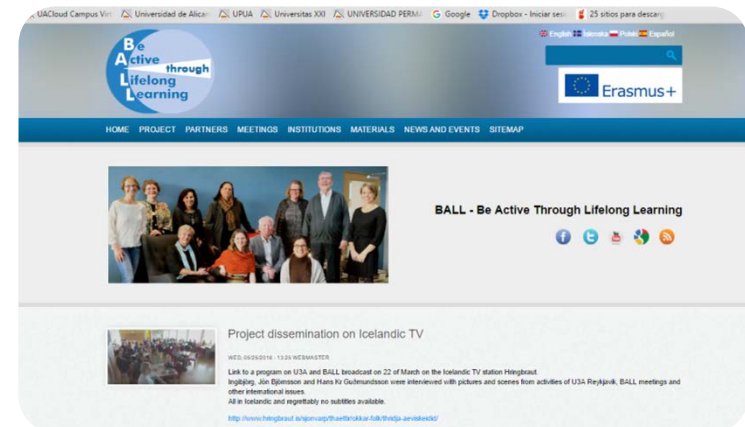 UACloud Campus Virt Universidad de Alican UPUA Universitas XXI UNIVERSIDAD PERMA Google Dropbox - Iniciar sesi 25 sitios para descarg
English Íslenska Polski Español
Be
Active
through
Lifelong
Learning
Erasmus+
HOME PROJECT PARTNERS MEETINGS INSTITUTIONS MATERIALS NEWS AND EVENTS SITEMAP
BALL - Be Active Through Lifelong Learning
Project dissemination on Icelandic TV
Link to a program on U3A and BALL broadcast on 22 of March on the Icelandic TV station Hringbraut.
Ingibjörg, Jón Björnsson and Hans Kr Guðmundsson were interviewed with pictures and scenes from activities of U3A Reykjavik, BALL meetings and
other international issues.
All in Icelandic and regrettably no subtitles available.